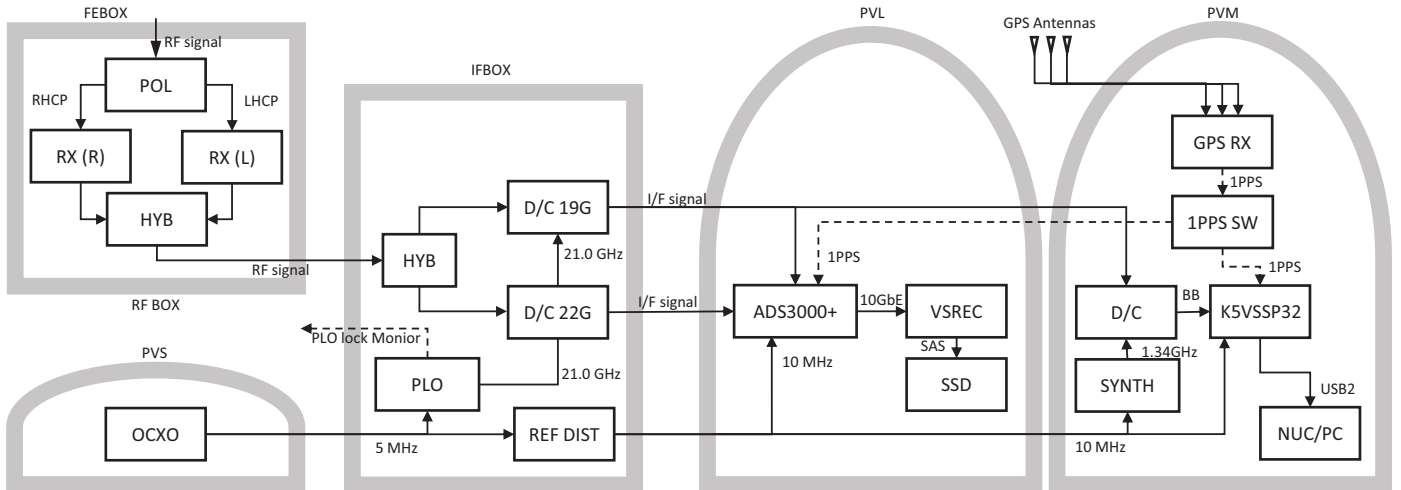 FEBOX
RF signal
POL
RHCP
LHCP
RX (R)
RX (L)
HYB
RF signal
RF BOX
PVS
OCXO
5 MHz
IFBOX
D/C 19G
HYB
21.0 GHz
D/C 22G
PLO lock Monior
PLO
21.0 GHz
REF DIST
I/F signal
I/F signal
PVL
1PPS
ADS3000+
10GbE
VSREC
SAS
SSD
10 MHz
GPS Antennas
PVM
GPS RX
1PPS
1PPS SW
1PPS
D/C
BB
K5VSSP32
1.34GHz
SYNTH
USB2
NUC/PC
10 MHz